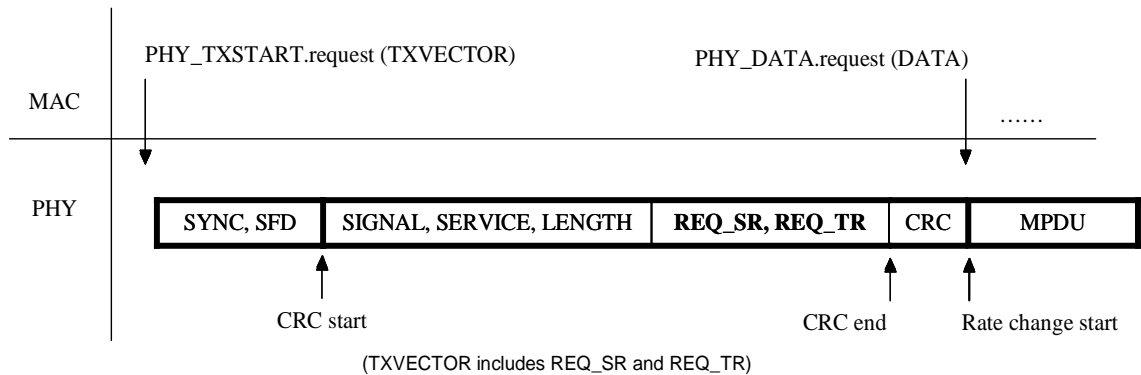 PHY_TXSTART.request (TXVECTOR) PHY_DATA.request (DATA)
MAC ……
PHY SYNC, SFD SIGNAL, SERVICE, LENGTH REQ_SR, REQ_TR CRC MPDU
CRC start CRC end Rate change start
(TXVECTOR includes REQ_SR and REQ_TR)